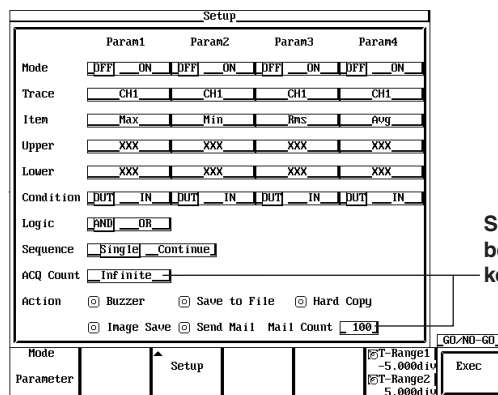 Setup
Param1 Param2 Param3 Param4
Mode OFF ON OFF ON OFF ON OFF ON
Trace CH1 CH1 CH1 CH1
Item Max Min Rms Avg
Upper XXX XXX XXX XXX
Lower XXX XXX XXX XXX
Condition OUT IN OUT IN OUT IN OUT IN
Logic AND OR
Sequence Single Continue
ACQ Count Infinite
Action Buzzer Save to File Hard Copy
Image Save Send Mail Mail Count 100
GO/NO-GO
Mode
Parameter
Setup
T-Range1
-5.000div
T-Range2
5.000div
Exec